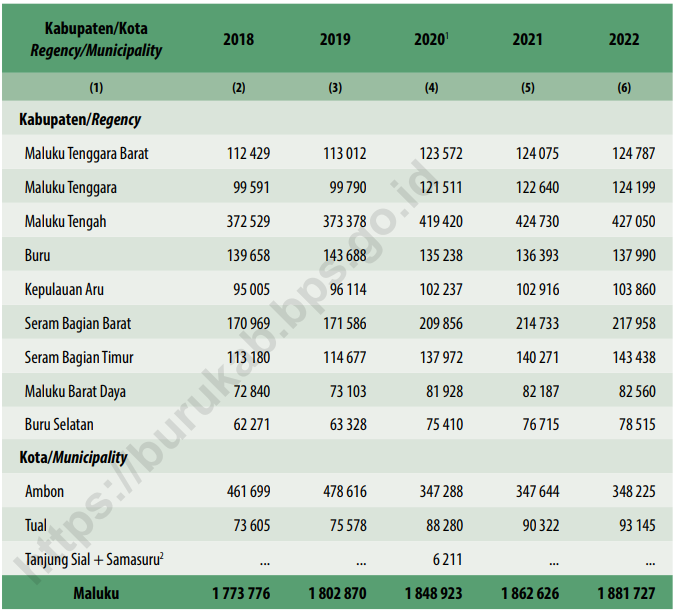 Kabupaten/Kota
Regency/Municipality 2018 2019 2020¹ 2021 2022
(1) (2) (3) (4) (5) (6)
Kabupaten/Regency
Maluku Tenggara Barat 112 429 113 012 123 572 124 075 124 787
Maluku Tenggara 99 591 99 790 121 511 122 640 124 199
Maluku Tengah 372 529 373 378 419 420 424 730 427 050
Buru 139 658 143 688 135 238 136 393 137 990
Kepulauan Aru 95 005 96 114 102 237 102 916 103 860
Seram Bagian Barat 170 969 171 586 209 856 214 733 217 958
Seram Bagian Timur 113 180 114 677 137 972 140 271 143 438
Maluku Barat Daya 72 840 73 103 81 928 82 187 82 560
Buru Selatan 62 271 63 328 75 410 76 715 78 515
Kota/Municipality
Ambon 461 699 478 616 347 288 347 644 348 225
Tual 73 605 75 578 88 280 90 322 93 145
Tanjung Sial + Samasuru² ... ... 6 211 ... ...
Maluku 1 773 776 1 802 870 1 848 923 1 862 626 1 881 727
https://burukab.bps.go.id